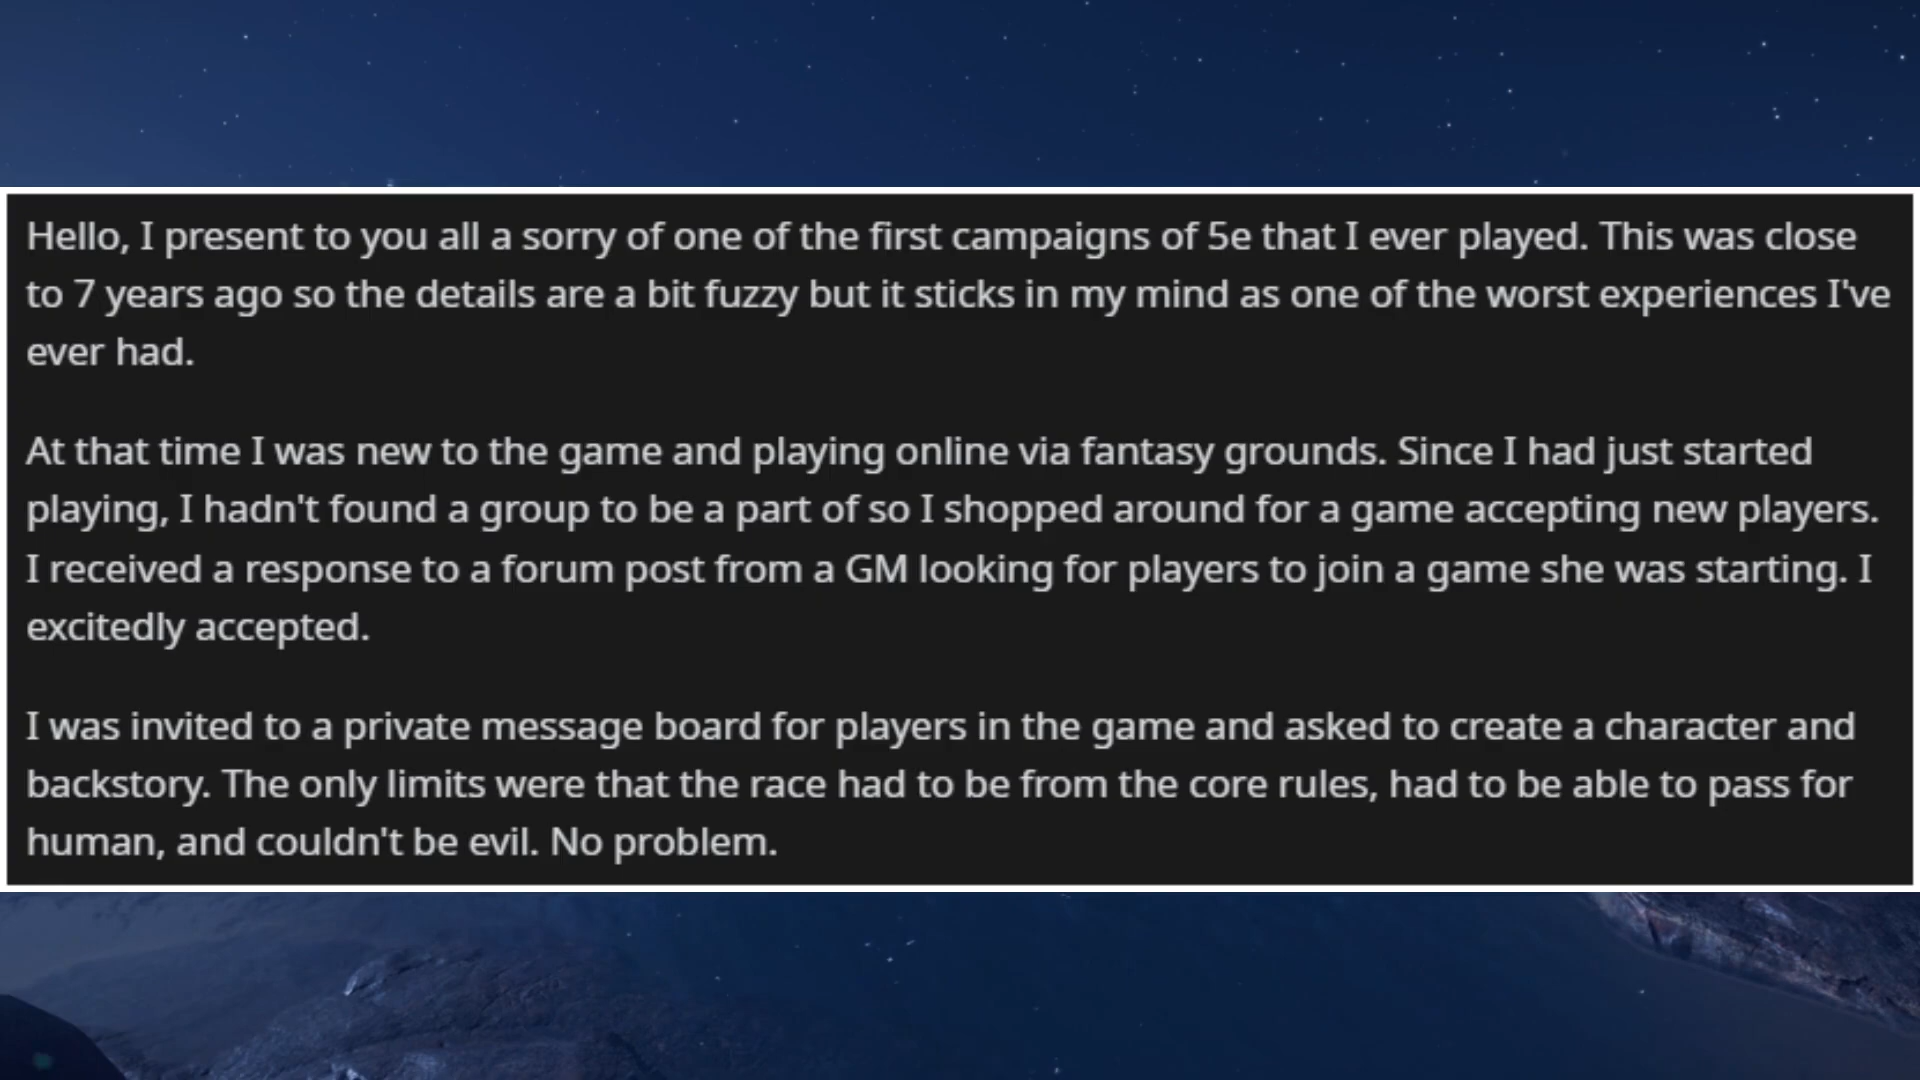 Hello, I present to you all a sorry of one of the first campaigns of 5e that I ever played. This was close
to 7 years ago so the details are a bit fuzzy but it sticks in my mind as one of the worst experiences I've
ever had.
At that time I was new to the game and playing online via fantasy grounds. Since I had just started
playing, I hadn't found a group to be a part of so I shopped around for a game accepting new players.
I received a response to a forum post from a GM looking for players to join a game she was starting. I
excitedly accepted.
I was invited to a private message board for players in the game and asked to create a character and
backstory. The only limits were that the race had to be from the core rules, had to be able to pass for
human, and couldn't be evil. No problem.